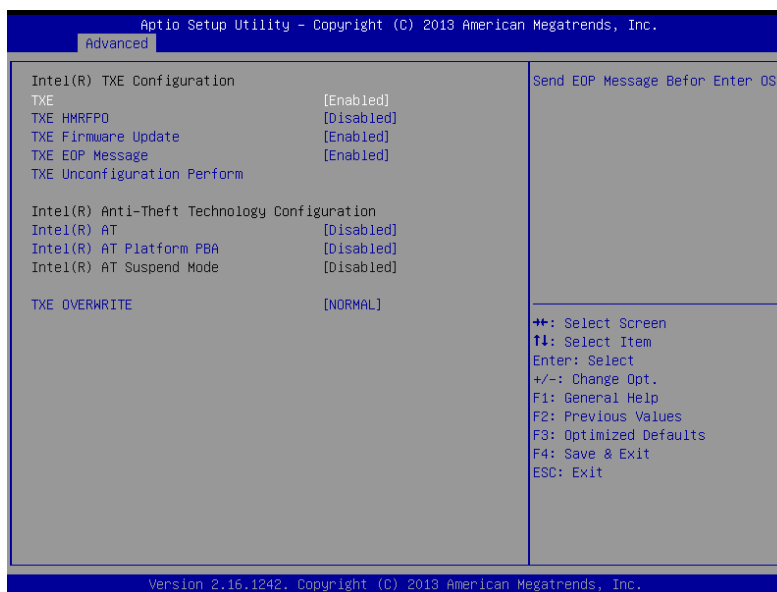 Aptio Setup Utility – Copyright (C) 2013 American Megatrends, Inc.
Advanced
Intel(R) TXE Configuration
TXE [Enabled]
TXE HMRFPO [Disabled]
TXE Firmware Update [Enabled]
TXE EOP Message [Enabled]
TXE Unconfiguration Perform
Intel(R) Anti-Theft Technology Configuration
Intel(R) AT [Disabled]
Intel(R) AT Platform PBA [Disabled]
Intel(R) AT Suspend Mode [Disabled]
TXE OVERWRITE [NORMAL]
Send EOP Message Befor Enter OS
→←: Select Screen
↑↓: Select Item
Enter: Select
+/-: Change Opt.
F1: General Help
F2: Previous Values
F3: Optimized Defaults
F4: Save & Exit
ESC: Exit
Version 2.16.1242. Copyright (C) 2013 American Megatrends, Inc.